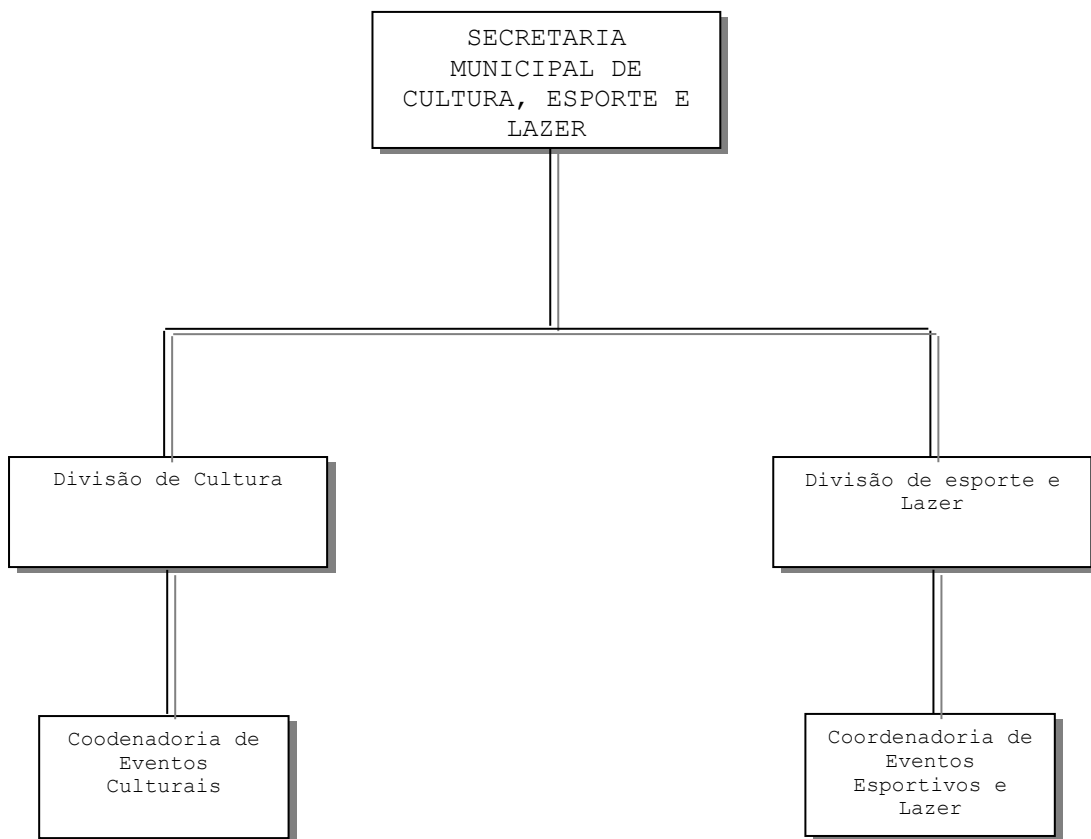 SECRETARIA
MUNICIPAL DE
CULTURA, ESPORTE E
LAZER
Divisão de Cultura
Divisão de esporte e
Lazer
Coodenadoria de
Eventos
Culturais
Coordenadoria de
Eventos
Esportivos e
Lazer